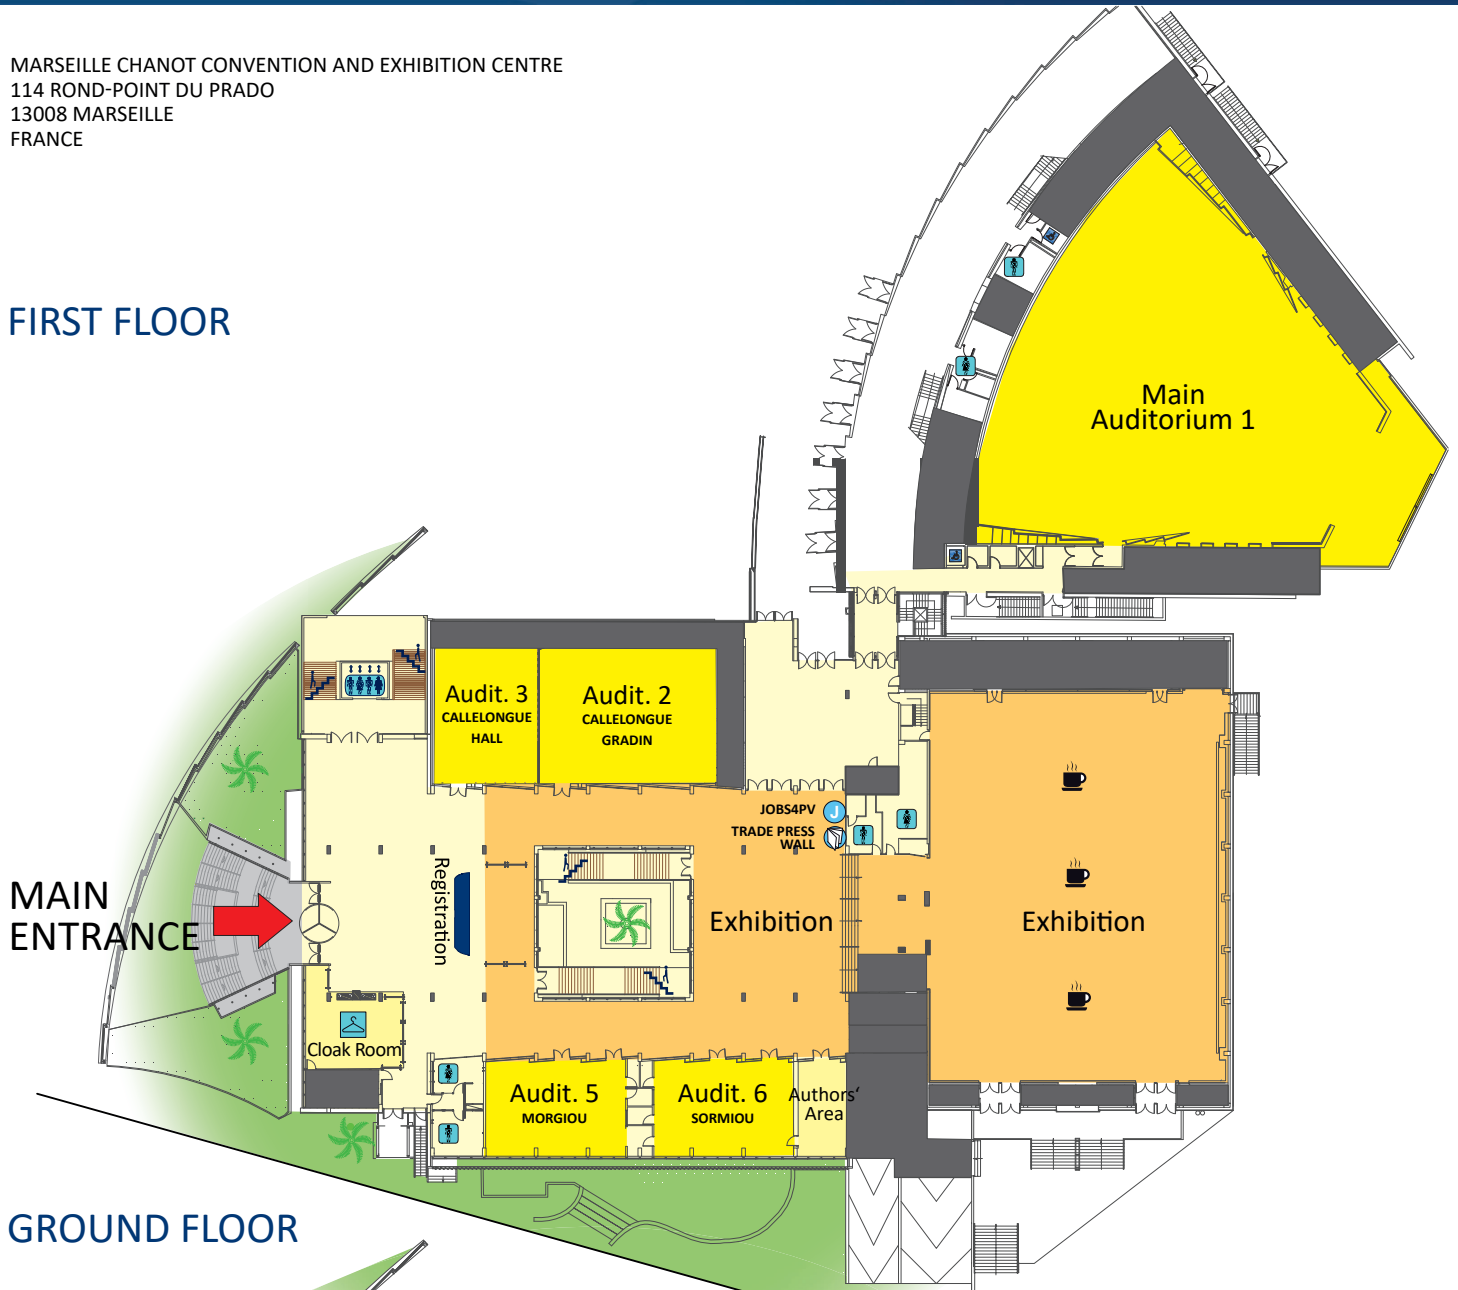 MARSEILLE CHANOT CONVENTION AND EXHIBITION CENTRE
114 ROND-POINT DU PRADO
13008 MARSEILLE
FRANCE
FIRST FLOOR
Main
Auditorium 1
Audit. 3
CALLELONGUE
HALL
Audit. 2
CALLELONGUE
GRADIN
JOBS4PV
J
TRADE PRESS
WALL
MAIN
ENTRANCE
Registration
Exhibition
Exhibition
Cloak Room
Audit. 5
MORGIOU
Audit. 6
SORMIOU
Authors‘
Area
GROUND FLOOR